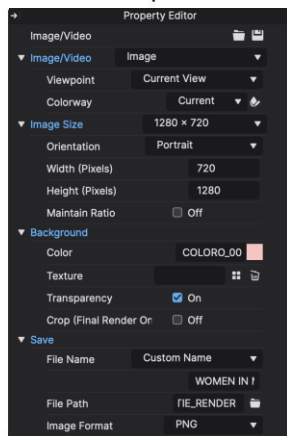 Property Editor
Image/Video
Image/Video Image
Viewpoint Current View
Colorway Current
Image Size 1280 × 720
Orientation Portrait
Width (Pixels) 720
Height (Pixels) 1280
Maintain Ratio Off
Background
Color COLORO_00
Texture
Transparency On
Crop (Final Render On Off
Save
File Name Custom Name
WOMEN IN
File Path _RENDER
Image Format PNG